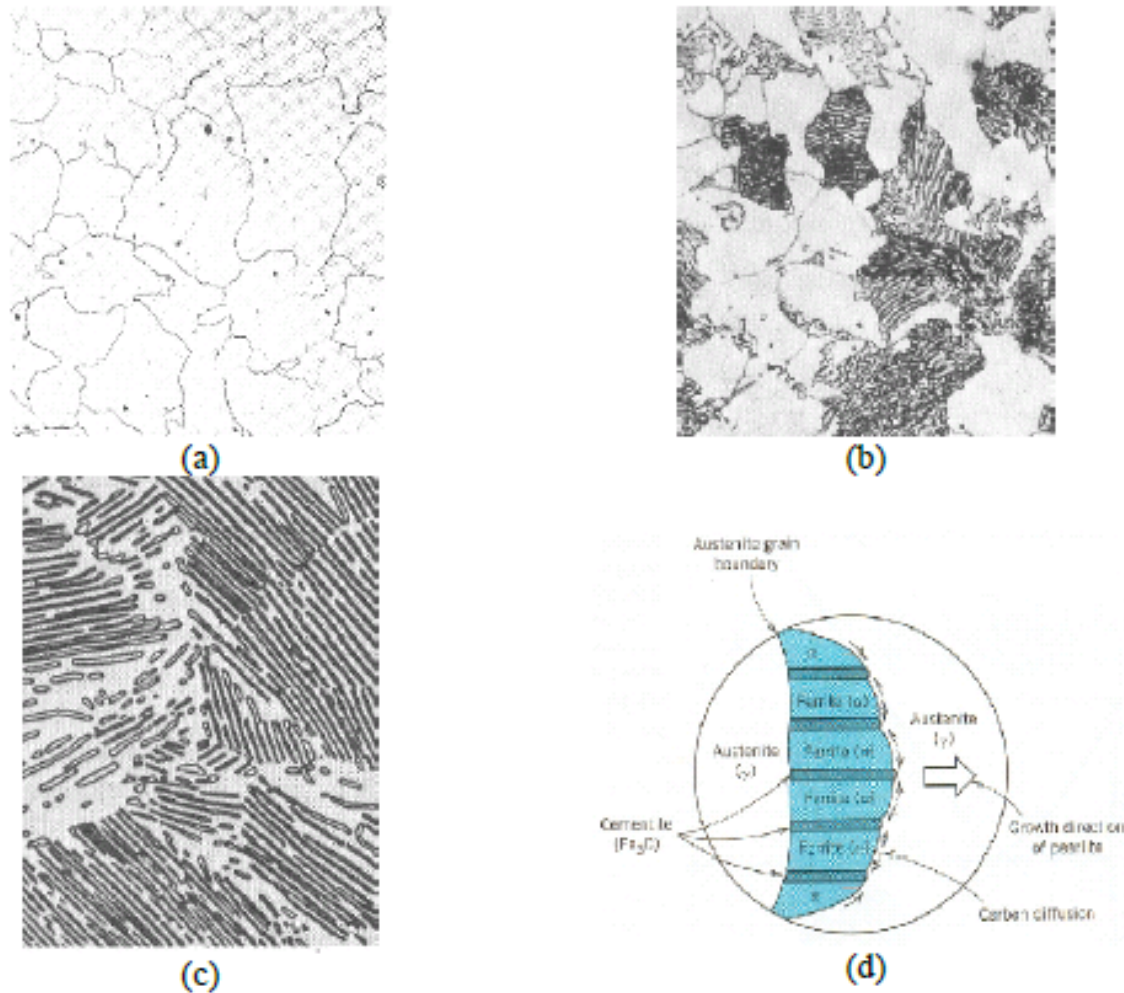 (a)
(b)
(c)
Austenite grain
boundary
α
Ferrite (α)
Austenite
(γ)
Ferrite (α)
Austenite
(γ)
Ferrite (α)
Cementite
(Fe₃C)
Ferrite (α)
Growth direction
of pearlite
α
Carbon diffusion
(d)